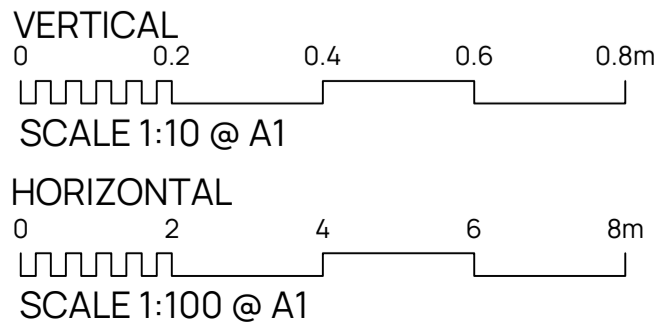 VERTICAL
0 0.2 0.4 0.6 0.8m
SCALE 1:10 @ A1
HORIZONTAL
0 2 4 6 8m
SCALE 1:100 @ A1